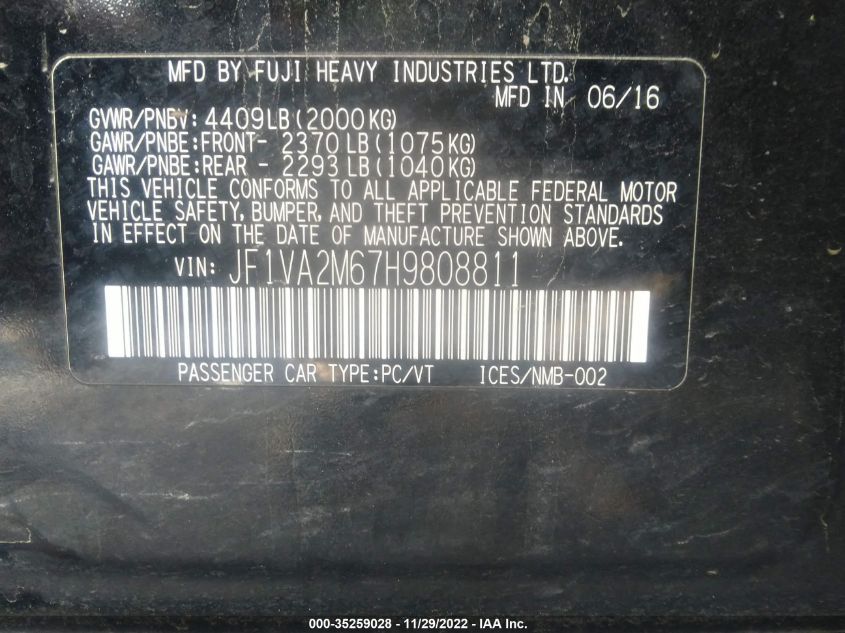 MFD BY FUJI HEAVY INDUSTRIES LTD.
MFD IN 06/16
GVWR/PNBV: 4409LB(2000KG)
GAWR/PNBE:FRONT- 2370 LB(1075KG)
GAWR/PNBE:REAR - 2293 LB(1040KG)
THIS VEHICLE CONFORMS TO ALL APPLICABLE FEDERAL MOTOR
VEHICLE SAFETY, BUMPER, AND THEFT PREVENTION STANDARDS
IN EFFECT ON THE DATE OF MANUFACTURE SHOWN ABOVE.
VIN: JF1VA2M67H9808811
PASSENGER CAR TYPE:PC/VT ICES/NMB-002
000-35259028 - 11/29/2022 - IAA Inc.